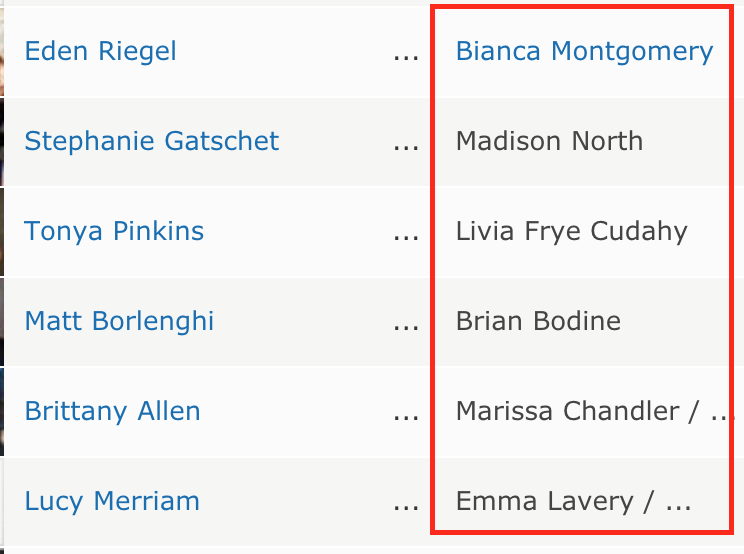 Eden Riegel ... Bianca Montgomery
Stephanie Gatschet ... Madison North
Tonya Pinkins ... Livia Frye Cudahy
Matt Borlenghi ... Brian Bodine
Brittany Allen ... Marissa Chandler / ...
Lucy Merriam ... Emma Lavery / ...